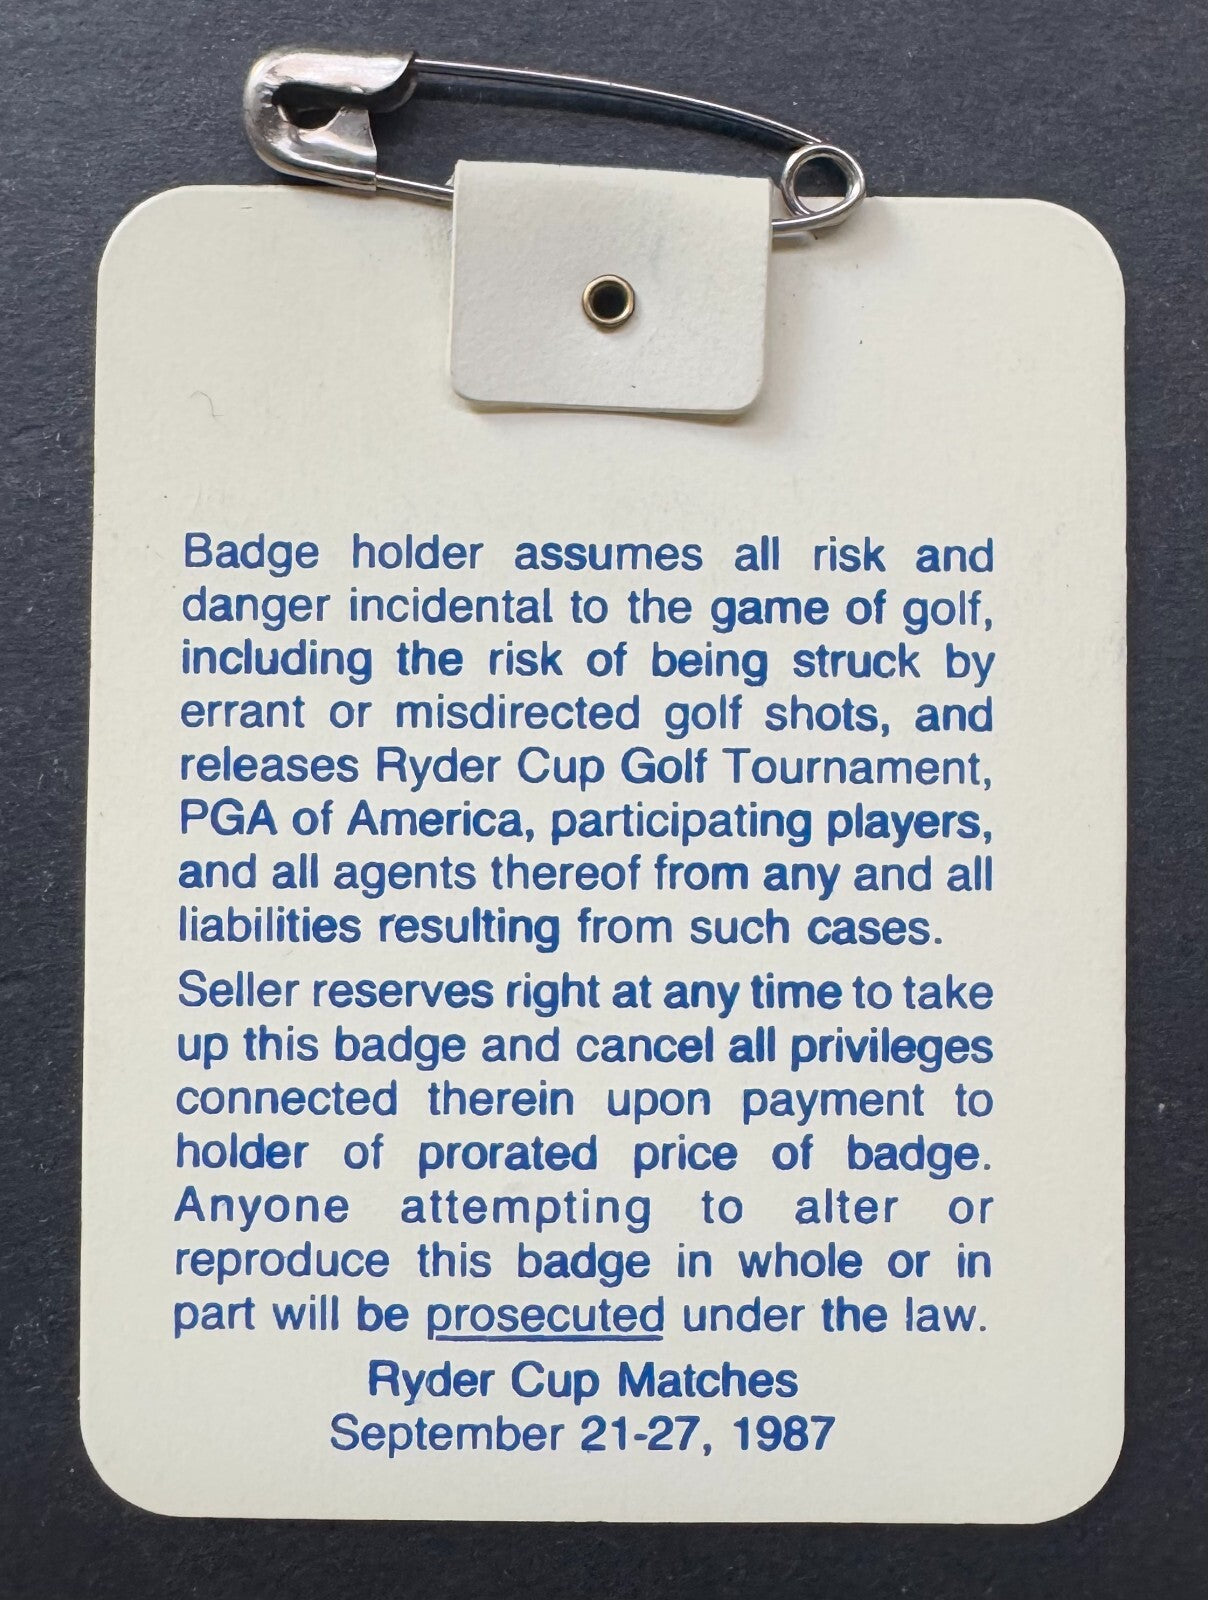 Badge holder assumes all risk and
danger incidental to the game of golf,
including the risk of being struck by
errant or misdirected golf shots, and
releases Ryder Cup Golf Tournament,
PGA of America, participating players,
and all agents thereof from any and all
liabilities resulting from such cases.
Seller reserves right at any time to take
up this badge and cancel all privileges
connected therein upon payment to
holder of prorated price of badge.
Anyone attempting to alter or
reproduce this badge in whole or in
part will be prosecuted under the law.
Ryder Cup Matches
September 21-27, 1987